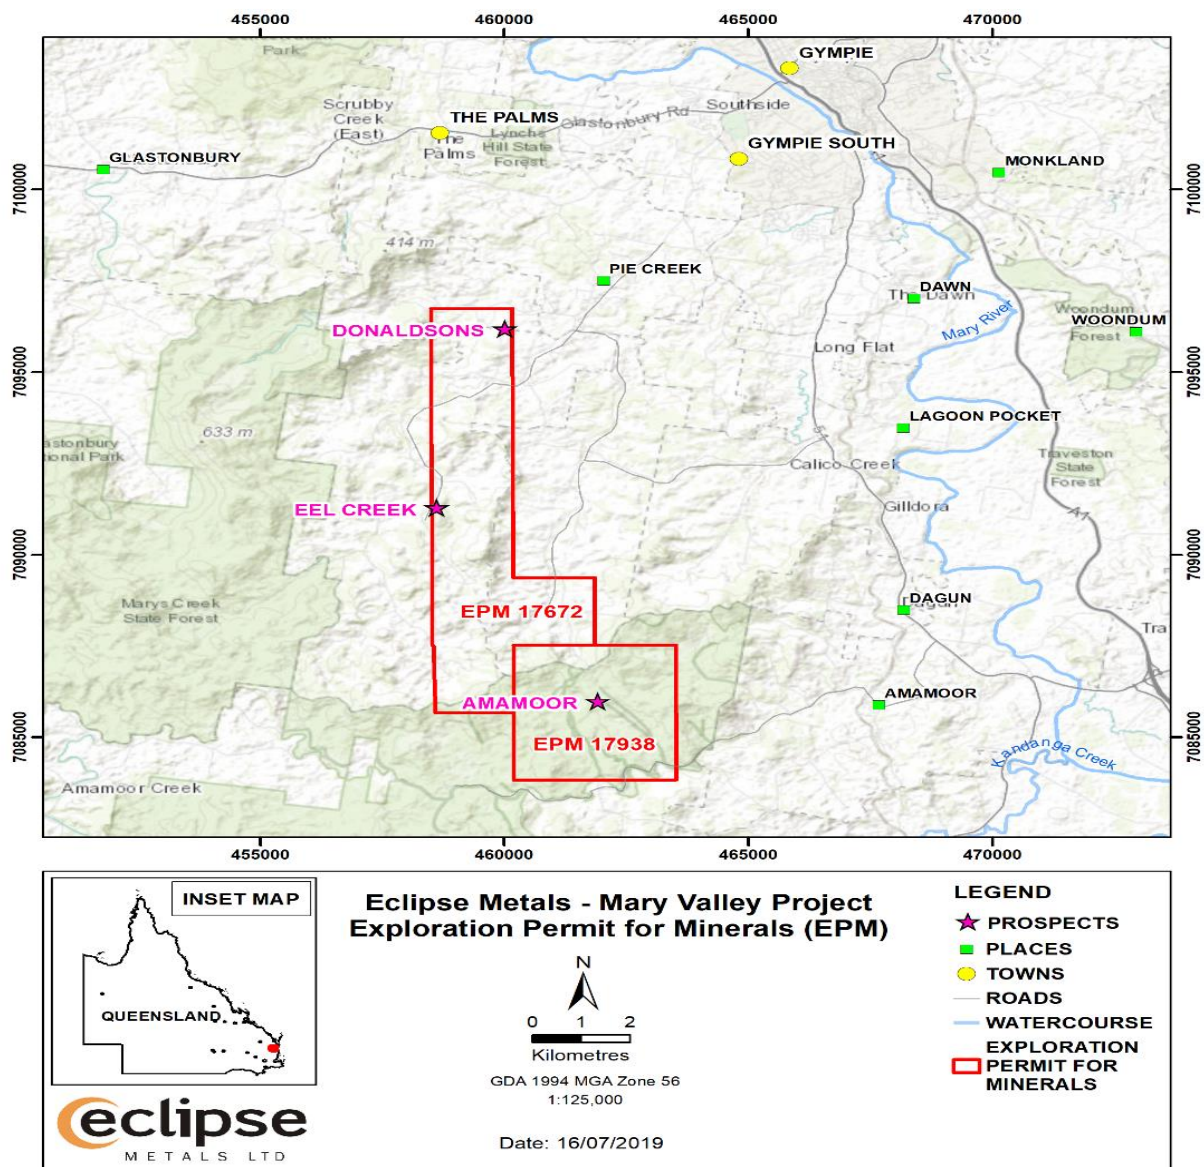 455000 460000 465000 470000
Park
GYMPIE
Scrubby
Creek
(East)
THE PALMS
Glastonbury Rd
Southside
The
Palms
Lynchs
Hill State
Forest
GLASTONBURY
GYMPIE SOUTH
MONKLAND
7100000
7100000
414 m
PIE CREEK
DAWN
The Dawn
Mary River
Woondum
Forest
WOONDUM
DONALDSONS
Long Flat
7095000
7095000
LAGOON POCKET
633 m
Calico Creek
Traveston
State
Forest
EEL CREEK
Gilldora
A1
7090000
7090000
Marys Creek
State Forest
EPM 17672
DAGUN
Dagun
Tra
AMAMOOR
AMAMOOR
EPM 17938
7085000
7085000
Kandanga Creek
Amamoor Creek
455000 460000 465000 470000
INSET MAP
QUEENSLAND
eclipse
METALS LTD
Eclipse Metals - Mary Valley Project
Exploration Permit for Minerals (EPM)
N
0 1 2
Kilometres
GDA 1994 MGA Zone 56
1:125,000
Date: 16/07/2019
LEGEND
PROSPECTS
PLACES
TOWNS
ROADS
WATERCOURSE
EXPLORATION
PERMIT FOR
MINERALS